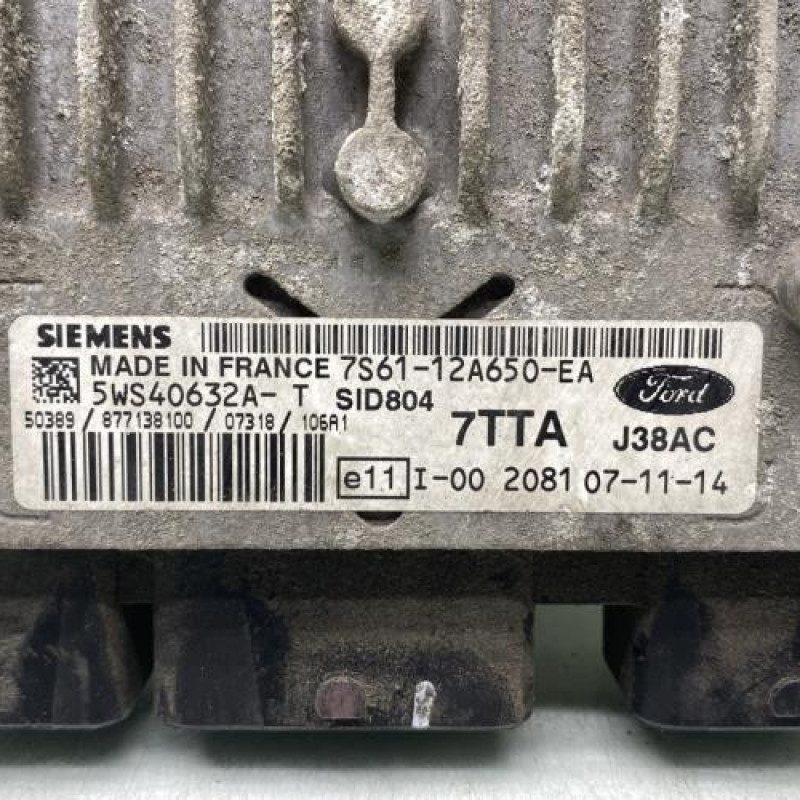 SIEMENS
MADE IN FRANCE 7S61-12A650-EA
5WS40632A- T SID804
Ford
50389 / 877138100 / 07318 / 106A1
7TTA J38AC
e11 I-00 2081 07-11-14